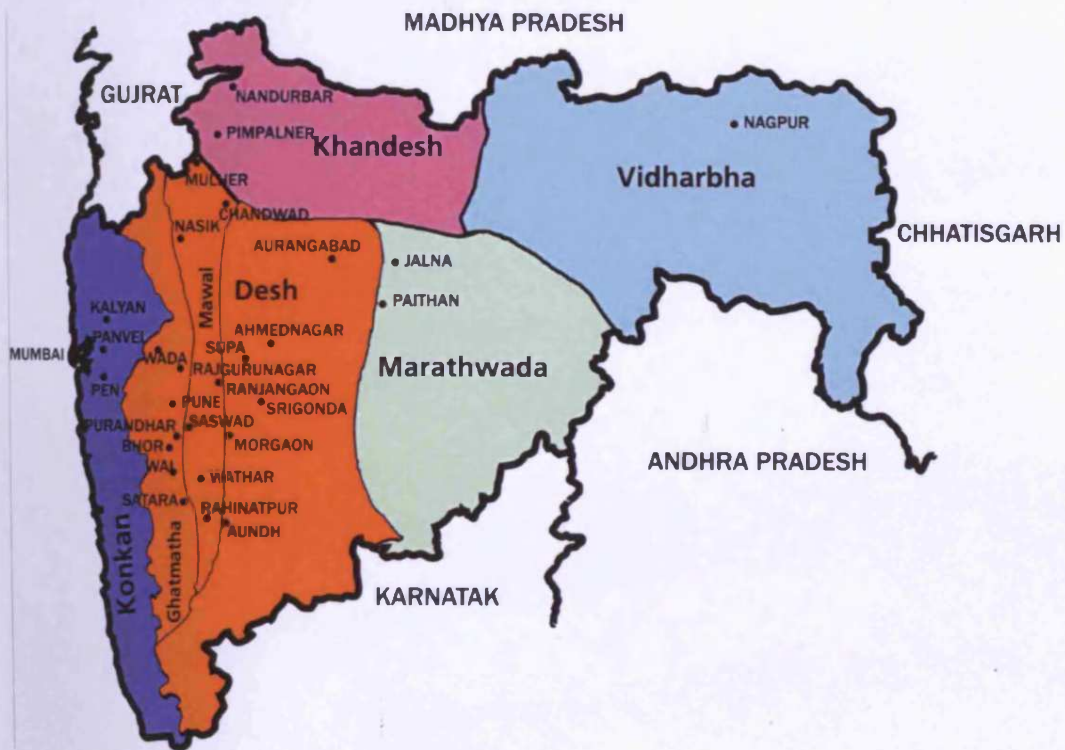 MADHYA PRADESH
GUJRAT
NANDURBAR
PIMPALNER
Khandesh
NAGPUR
Vidharbha
MULHER
CHANDWAD
NASIK
CHHATISGARH
AURANGABAD
JALNA
Mawal
Desh
PAITHAN
KALYAN
AHMEDNAGAR
PANVEL
MUMBAI
WADA
SUPA
RAJGURUNAGAR
Marathwada
PEN
RANJANGAON
PUNE
SRIGONDA
PURANDHAR
SASWAD
BHOR
MORGAON
ANDHRA PRADESH
WAI
WATHAR
SATARA
RAHINATPUR
AUNDH
Konkan
Ghatmatha
KARNATAK